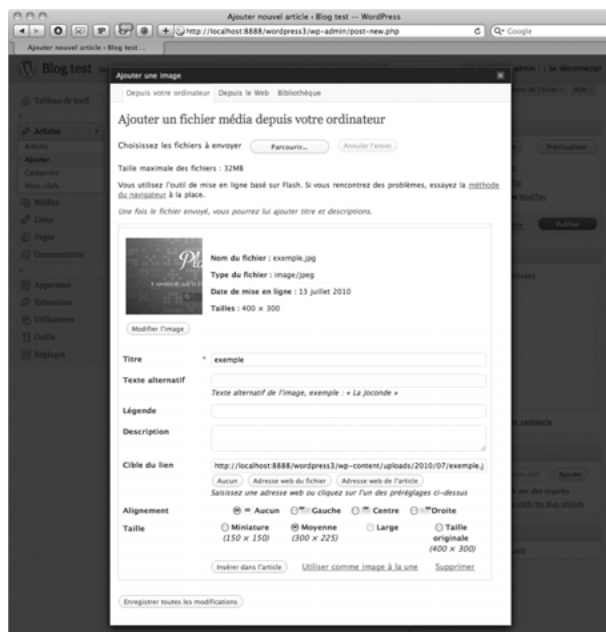 Ajouter nouvel article ‹ Blog test — WordPress
http://localhost:8888/wordpress3/wp-admin/post-new.php
Google
Ajouter nouvel article ‹ Blog test ...
Blog test
admin ! | Se déconnecter
Ajouter une image
Depuis votre ordinateur Depuis le Web Bibliothèque
Tableau de bord
Articles
Articles
Ajouter
Catégories
Mots-clefs
Médias
Liens
Pages
Commentaires
Apparence
Extensions
Utilisateurs
Outils
Réglages
Ajouter un fichier média depuis votre ordinateur
Choisissez les fichiers à envoyer Parcourir... Annuler l'envoi
Taille maximale des fichiers : 32MB
Vous utilisez l'outil de mise en ligne basé sur Flash. Si vous rencontrez des problèmes, essayez la méthode
du navigateur à la place.
Une fois le fichier envoyé, vous pourrez lui ajouter titre et descriptions.
Nom du fichier : exemple.jpg
Type du fichier : image/jpeg
Date de mise en ligne : 13 juillet 2010
Tailles : 400 × 300
Modifier l'image
Titre * exemple
Texte alternatif
Texte alternatif de l'image, exemple : « La Joconde »
Légende
Description
Cible du lien http://localhost:8888/wordpress3/wp-content/uploads/2010/07/exemple.j
Aucun Adresse web du fichier Adresse web de l'article
Saisissez une adresse web ou cliquez sur l'un des préréglages ci-dessus
Alignement Aucun Gauche Centre Droite
Taille Miniature Moyenne Large Taille
originale
(150 × 150) (300 × 225)
(400 × 300)
Insérer dans l'article Utiliser comme image à la une Supprimer
Enregistrer toutes les modifications
Prévisualiser
Modifier
Publier
Ajouter